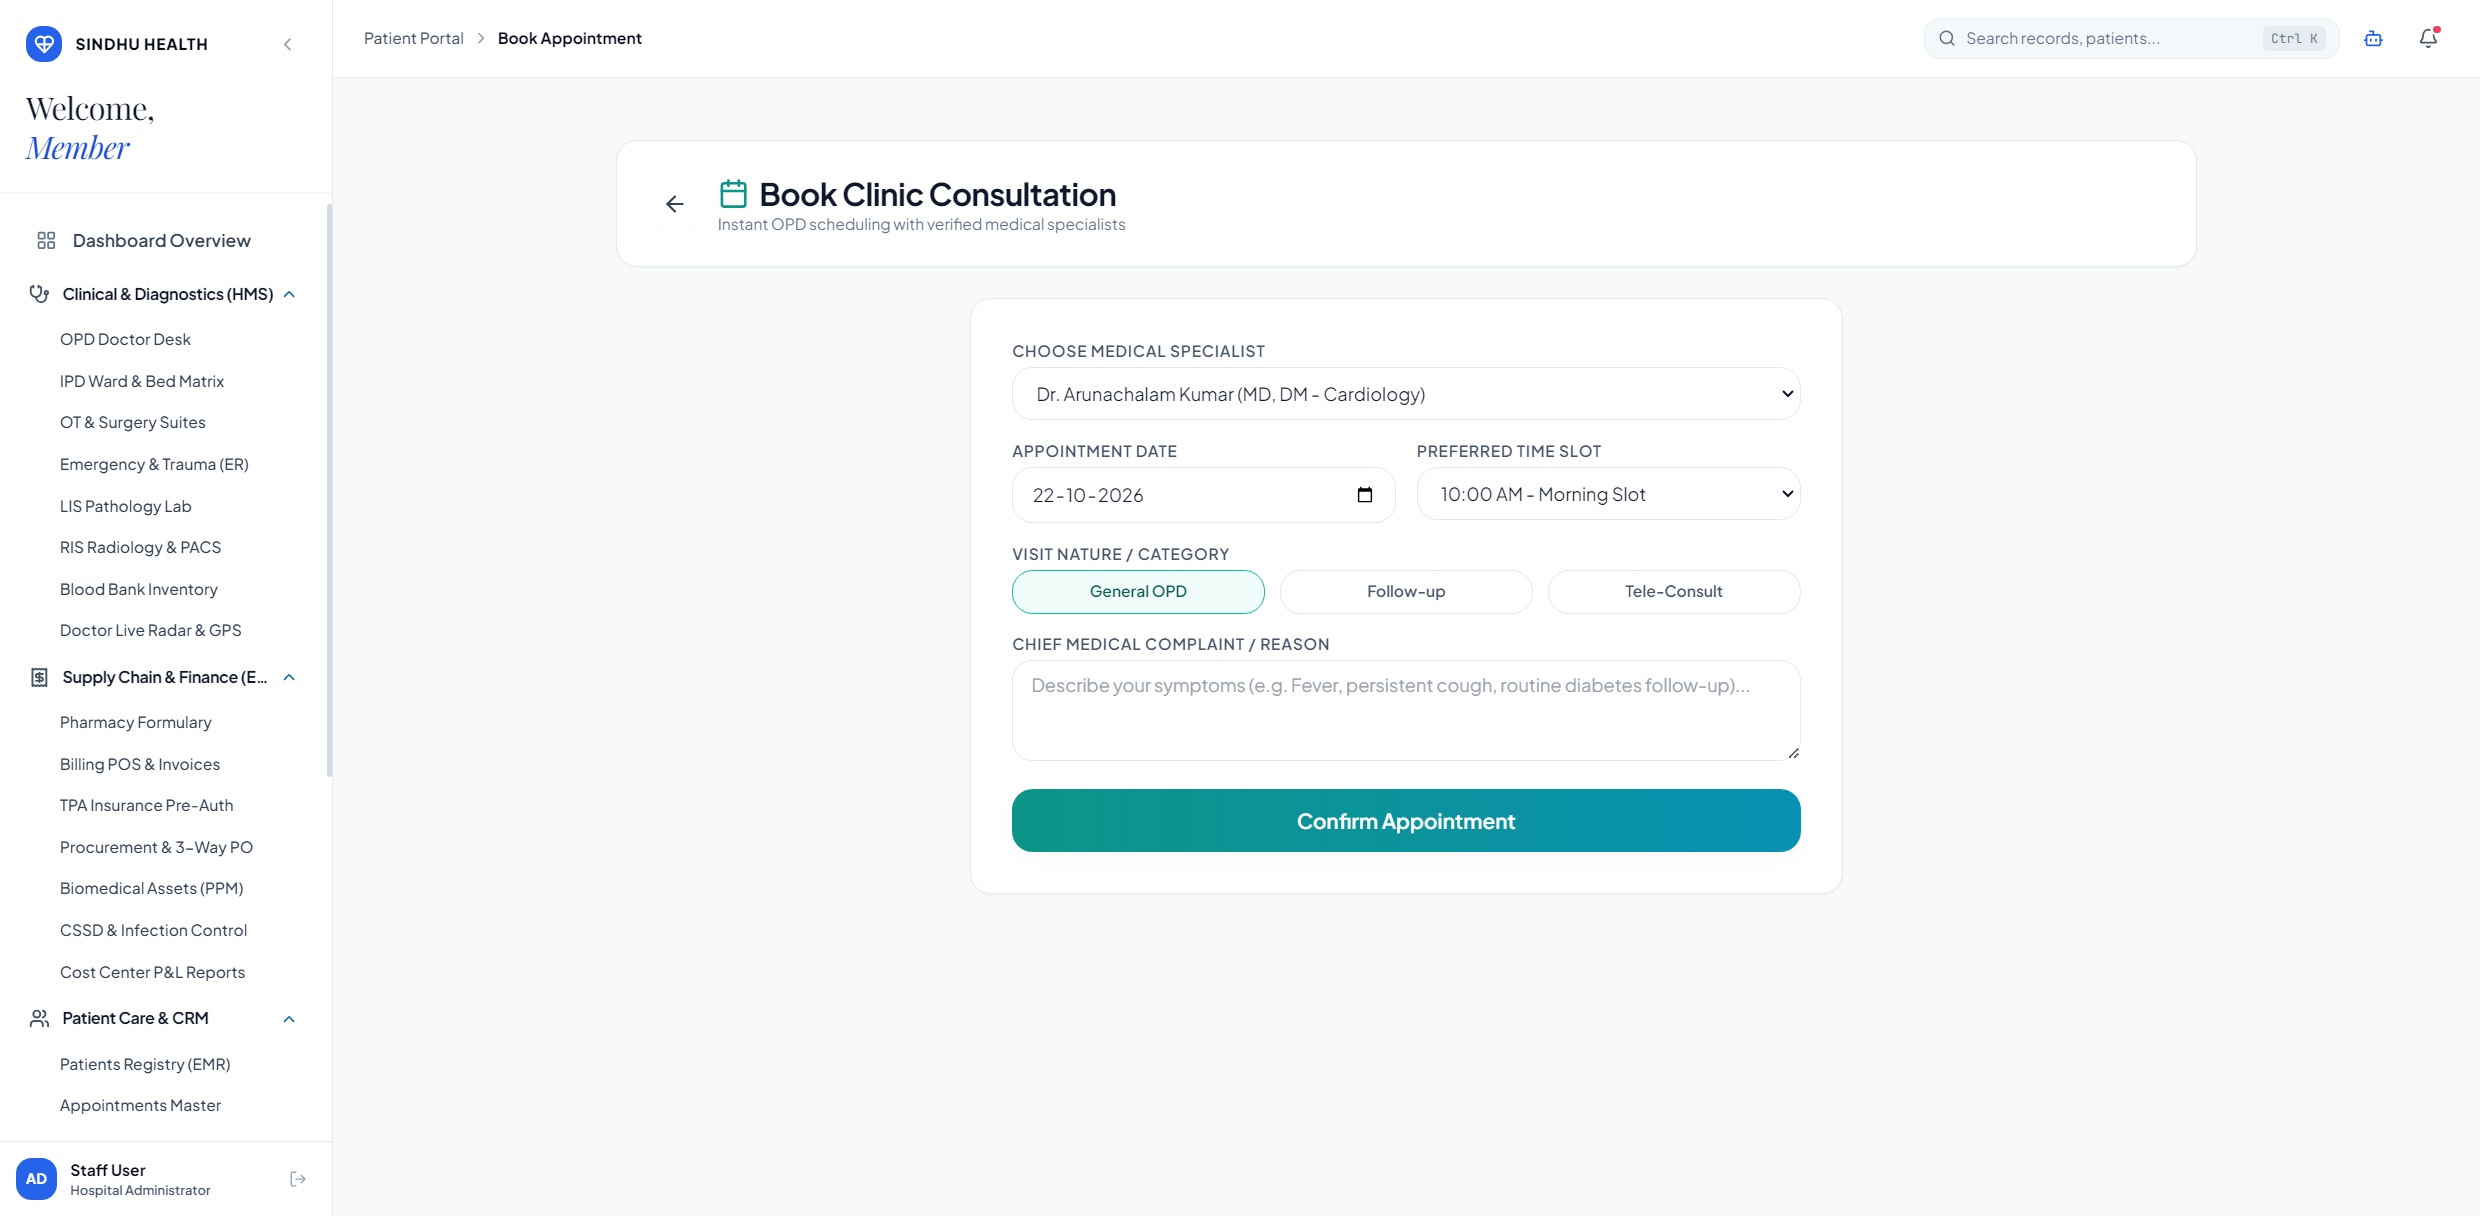 SINDHU HEALTH
Welcome,
Member
Dashboard Overview
Clinical & Diagnostics (HMS)
OPD Doctor Desk
IPD Ward & Bed Matrix
OT & Surgery Suites
Emergency & Trauma (ER)
LIS Pathology Lab
RIS Radiology & PACS
Blood Bank Inventory
Doctor Live Radar & GPS
Supply Chain & Finance (E...
Pharmacy Formulary
Billing POS & Invoices
TPA Insurance Pre-Auth
Procurement & 3-Way PO
Biomedical Assets (PPM)
CSSD & Infection Control
Cost Center P&L Reports
Patient Care & CRM
Patients Registry (EMR)
Appointments Master
AD
Staff User
Hospital Administrator
Patient Portal > Book Appointment
Search records, patients... Ctrl K
Book Clinic Consultation
Instant OPD scheduling with verified medical specialists
CHOOSE MEDICAL SPECIALIST
Dr. Arunachalam Kumar (MD, DM - Cardiology)
APPOINTMENT DATE PREFERRED TIME SLOT
22-10-2026 10:00 AM - Morning Slot
VISIT NATURE / CATEGORY
General OPD Follow-up Tele-Consult
CHIEF MEDICAL COMPLAINT / REASON
Describe your symptoms (e.g. Fever, persistent cough, routine diabetes follow-up)...
Confirm Appointment